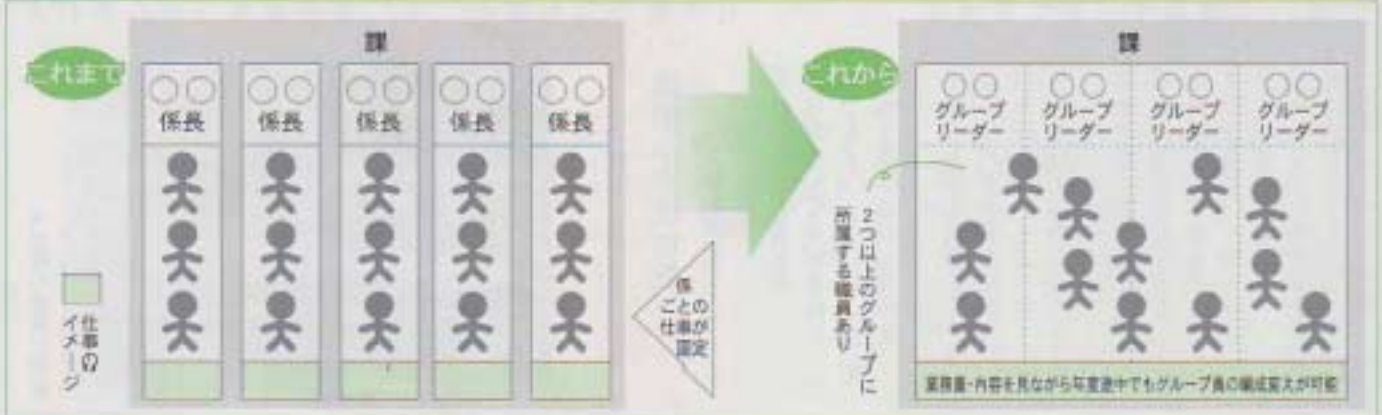 これまで
課
○○
係長
○○
係長
○○
係長
○○
係長
○○
係長
仕事の
イメージ
係ごとの
仕事が
固定
これから
課
○○
グループ
リーダー
○○
グループ
リーダー
○○
グループ
リーダー
○○
グループ
リーダー
2つ以上のグループに
所属する職員あり
業務量・内容を見ながら年度途中でもグループ員の編成変えが可能